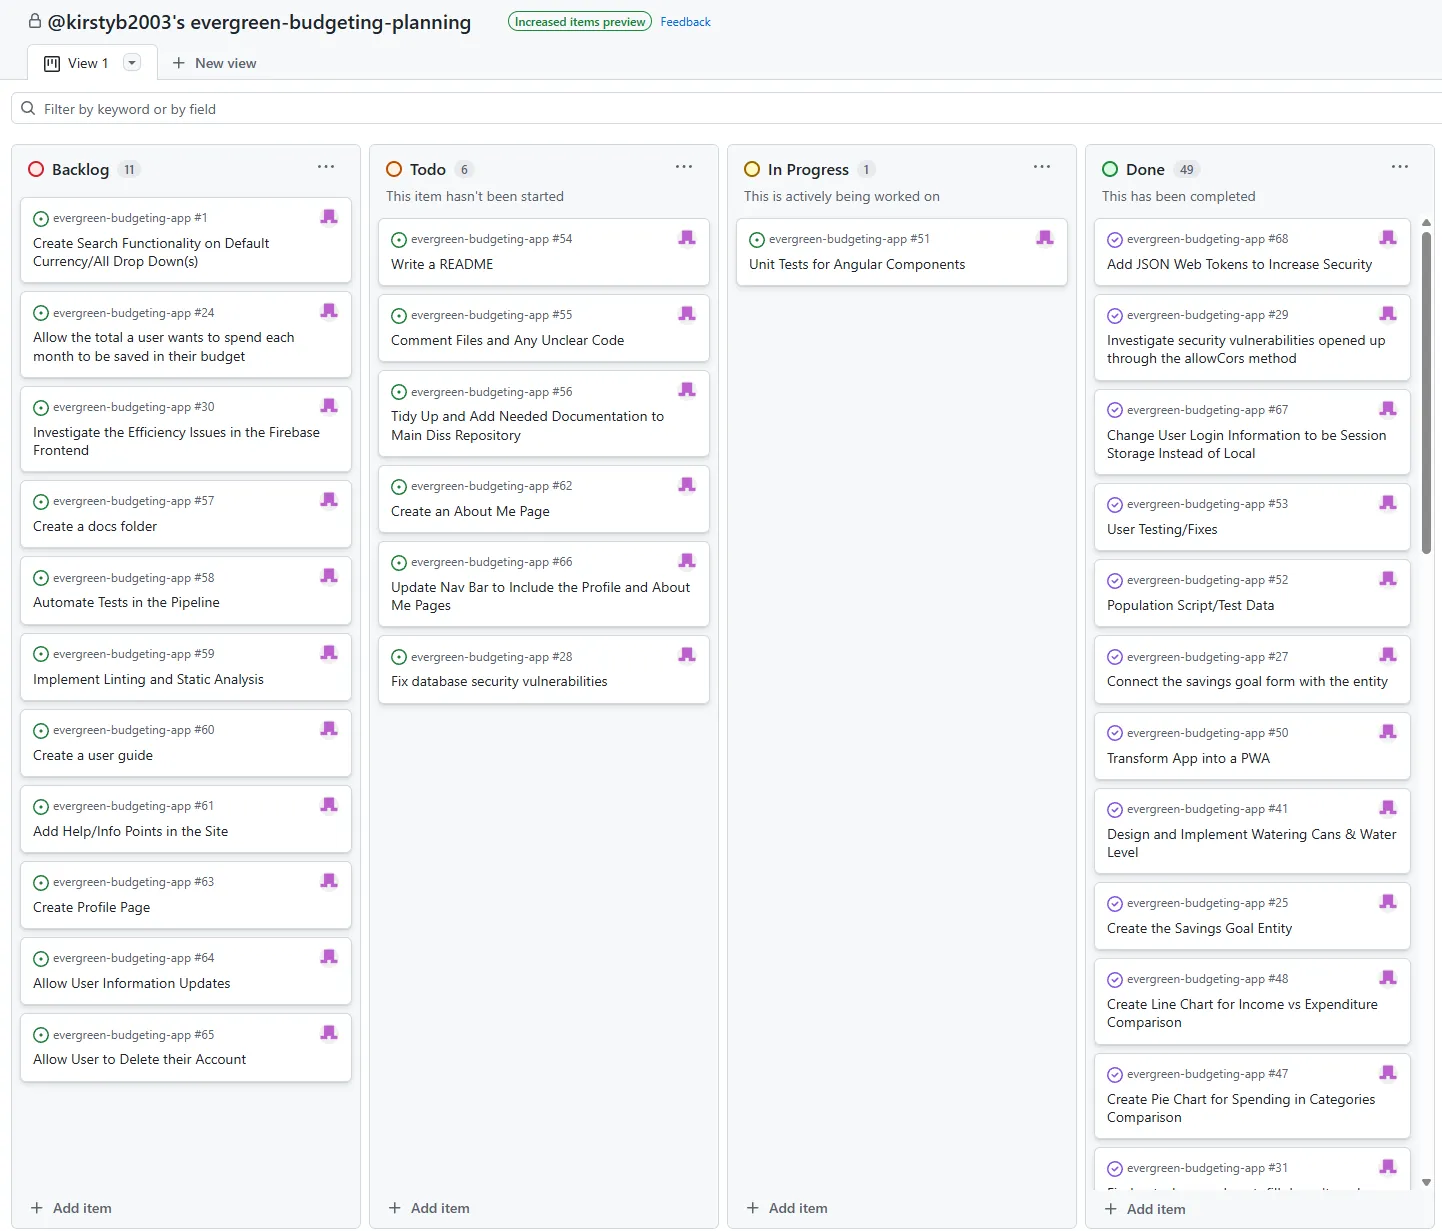 @kirstyb2003's evergreen-budgeting-planning
Increased items preview
Feedback
View 1
New view
Filter by keyword or by field
Backlog 11
evergreen-budgeting-app #1
Create Search Functionality on Default
Currency/All Drop Down(s)
evergreen-budgeting-app #24
Allow the total a user wants to spend each
month to be saved in their budget
evergreen-budgeting-app #30
Investigate the Efficiency Issues in the Firebase
Frontend
evergreen-budgeting-app #57
Create a docs folder
evergreen-budgeting-app #58
Automate Tests in the Pipeline
evergreen-budgeting-app #59
Implement Linting and Static Analysis
evergreen-budgeting-app #60
Create a user guide
evergreen-budgeting-app #61
Add Help/Info Points in the Site
evergreen-budgeting-app #63
Create Profile Page
evergreen-budgeting-app #64
Allow User Information Updates
evergreen-budgeting-app #65
Allow User to Delete their Account
Add item
Todo 6
This item hasn't been started
evergreen-budgeting-app #54
Write a README
evergreen-budgeting-app #55
Comment Files and Any Unclear Code
evergreen-budgeting-app #56
Tidy Up and Add Needed Documentation to
Main Diss Repository
evergreen-budgeting-app #62
Create an About Me Page
evergreen-budgeting-app #66
Update Nav Bar to Include the Profile and About
Me Pages
evergreen-budgeting-app #28
Fix database security vulnerabilities
Add item
In Progress 1
This is actively being worked on
evergreen-budgeting-app #51
Unit Tests for Angular Components
Add item
Done 49
This has been completed
evergreen-budgeting-app #68
Add JSON Web Tokens to Increase Security
evergreen-budgeting-app #29
Investigate security vulnerabilities opened up
through the allowCors method
evergreen-budgeting-app #67
Change User Login Information to be Session
Storage Instead of Local
evergreen-budgeting-app #53
User Testing/Fixes
evergreen-budgeting-app #52
Population Script/Test Data
evergreen-budgeting-app #27
Connect the savings goal form with the entity
evergreen-budgeting-app #50
Transform App into a PWA
evergreen-budgeting-app #41
Design and Implement Watering Cans & Water
Level
evergreen-budgeting-app #25
Create the Savings Goal Entity
evergreen-budgeting-app #48
Create Line Chart for Income vs Expenditure
Comparison
evergreen-budgeting-app #47
Create Pie Chart for Spending in Categories
Comparison
evergreen-budgeting-app #31
Add item